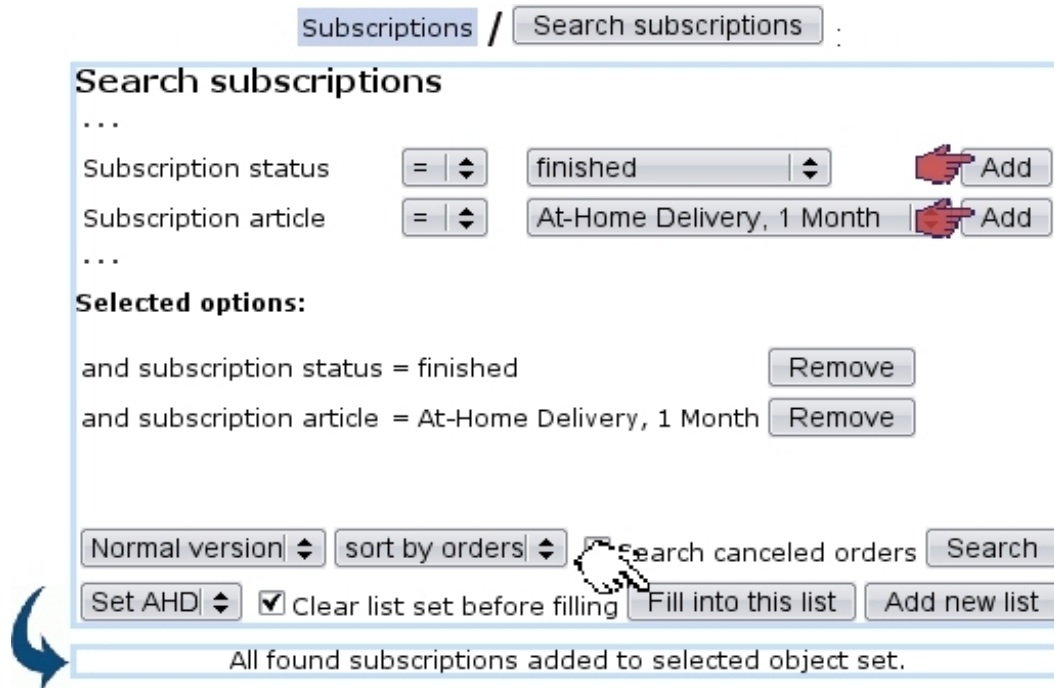 Subscriptions / Search subscriptions :
Search subscriptions
...
Subscription status = finished Add
Subscription article = At-Home Delivery, 1 Month Add
...
Selected options:
and subscription status = finished Remove
and subscription article = At-Home Delivery, 1 Month Remove
Normal version sort by orders Search canceled orders Search
Set AHD Clear list set before filling Fill into this list Add new list
All found subscriptions added to selected object set.